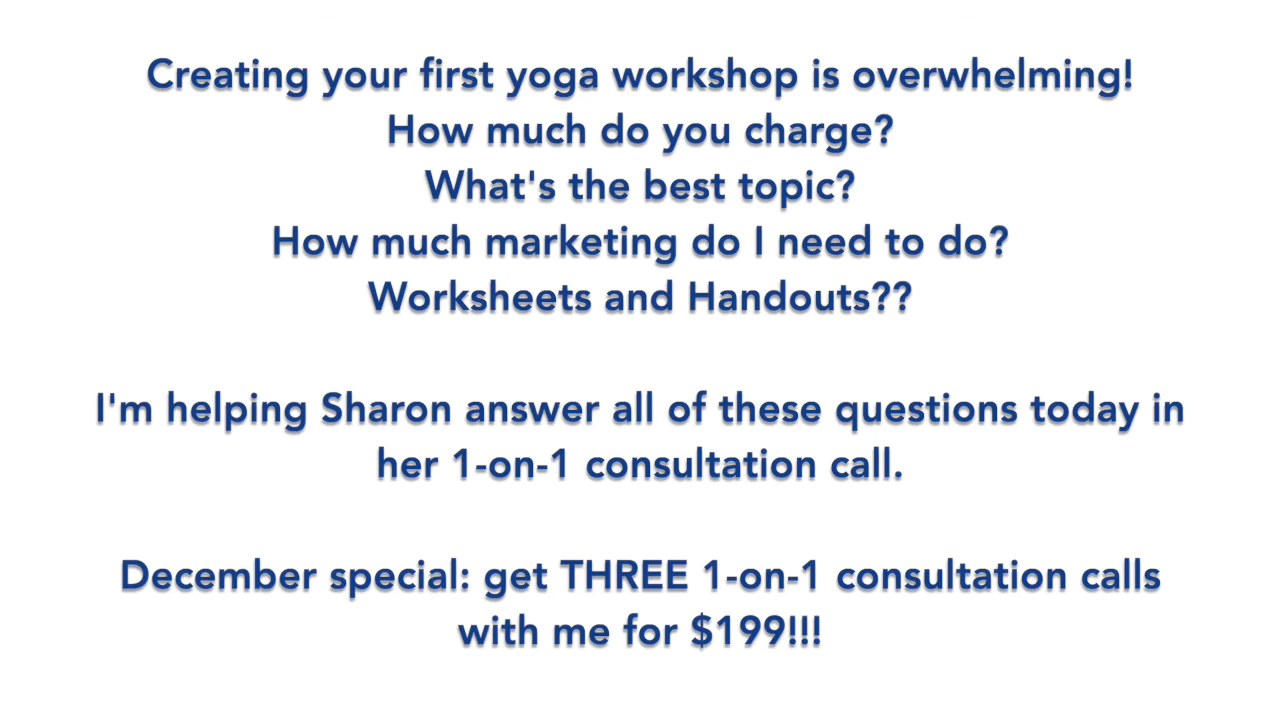 Creating your first yoga workshop is overwhelming!
How much do you charge?
What's the best topic?
How much marketing do I need to do?
Worksheets and Handouts??
I'm helping Sharon answer all of these questions today in
her 1-on-1 consultation call.
December special: get THREE 1-on-1 consultation calls
with me for $199!!!